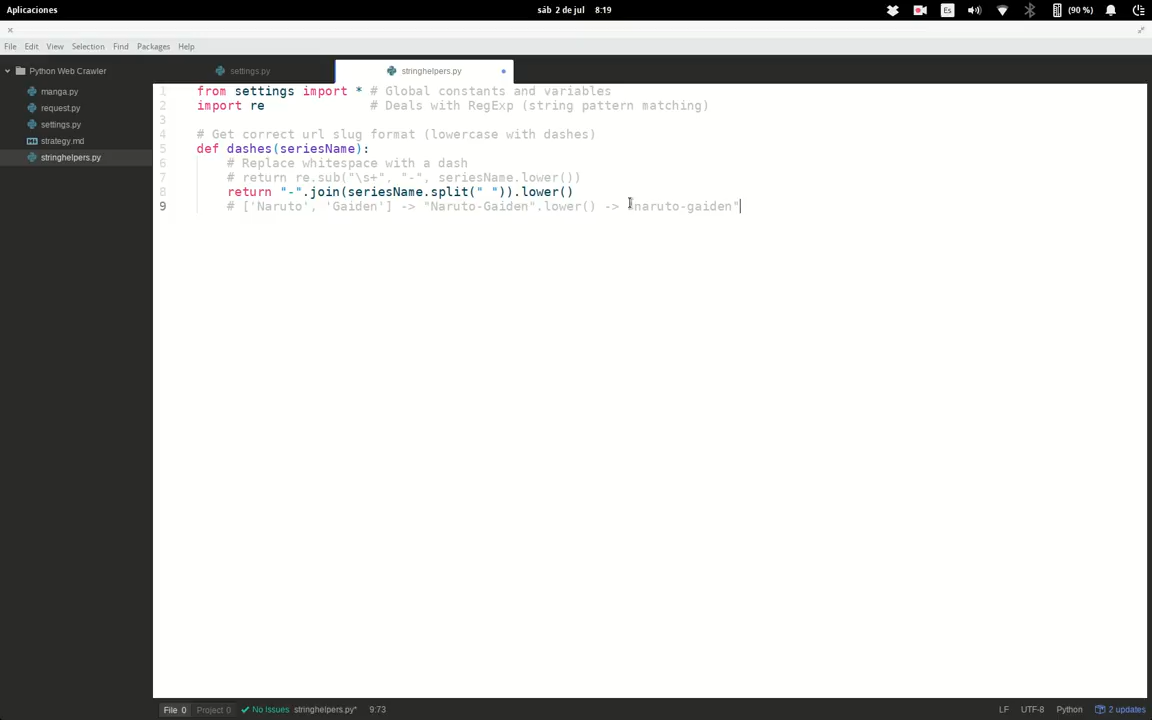 Aplicaciones sáb 2 de jul 8:19 Es (90 %)
File Edit View Selection Find Packages Help
Python Web Crawler
manga.py
request.py
settings.py
strategy.md
stringhelpers.py
settings.py stringhelpers.py
1 from settings import * # Global constants and variables
2 import re # Deals with RegExp (string pattern matching)
3
4 # Get correct url slug format (lowercase with dashes)
5 def dashes(seriesName):
6 # Replace whitespace with a dash
7 # return re.sub("\s+", "-", seriesName.lower())
8 return "-".join(seriesName.split(" ")).lower()
9 # ['Naruto', 'Gaiden'] -> "Naruto-Gaiden".lower() -> "naruto-gaiden"
File 0 Project 0 No Issues stringhelpers.py* 9:73 LF UTF-8 Python 2 updates